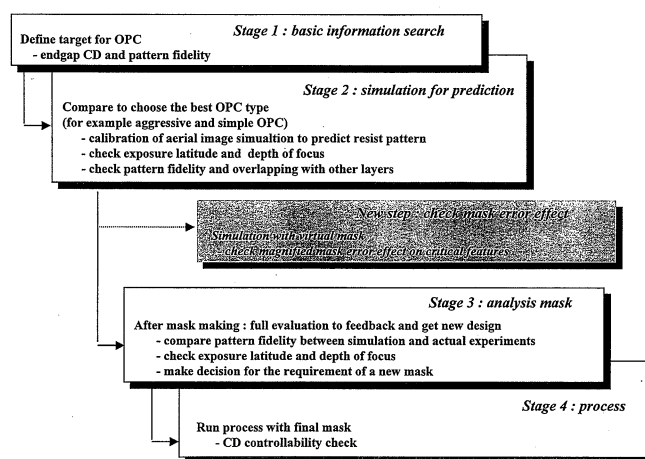 Stage 1 : basic information search
Define target for OPC
- endgap CD and pattern fidelity
Stage 2 : simulation for prediction
Compare to choose the best OPC type
(for example aggressive and simple OPC)
- calibration of aerial image simualtion to predict resist pattern
- check exposure latitude and depth of focus
- check pattern fidelity and overlapping with other layers
New step : check mask error effect
Simulation with virtual mask
- check magnified mask error effect on critical features
Stage 3 : analysis mask
After mask making : full evaluation to feedback and get new design
- compare pattern fidelity between simulation and actual experiments
- check exposure latitude and depth of focus
- make decision for the requirement of a new mask
Stage 4 : process
Run process with final mask
- CD controllability check